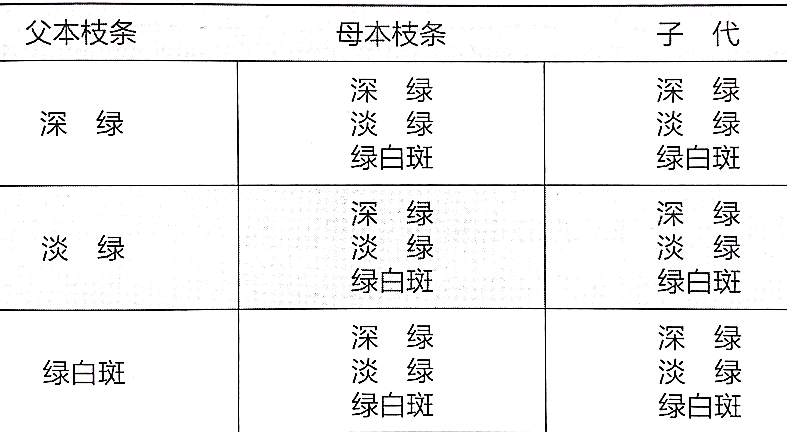 父本枝条 母本枝条 子 代
深 绿 深 绿 深 绿
淡 绿 淡 绿
绿白斑 绿白斑
淡 绿 深 绿 深 绿
淡 绿 淡 绿
绿白斑 绿白斑
绿白斑 深 绿 深 绿
淡 绿 淡 绿
绿白斑 绿白斑